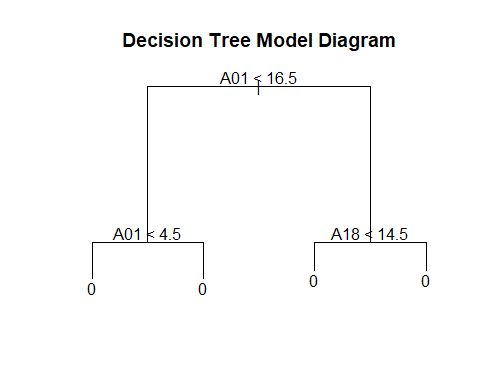 Decision Tree Model Diagram
A01 < 16.5
A01 < 4.5
A18 < 14.5
0
0
0
0